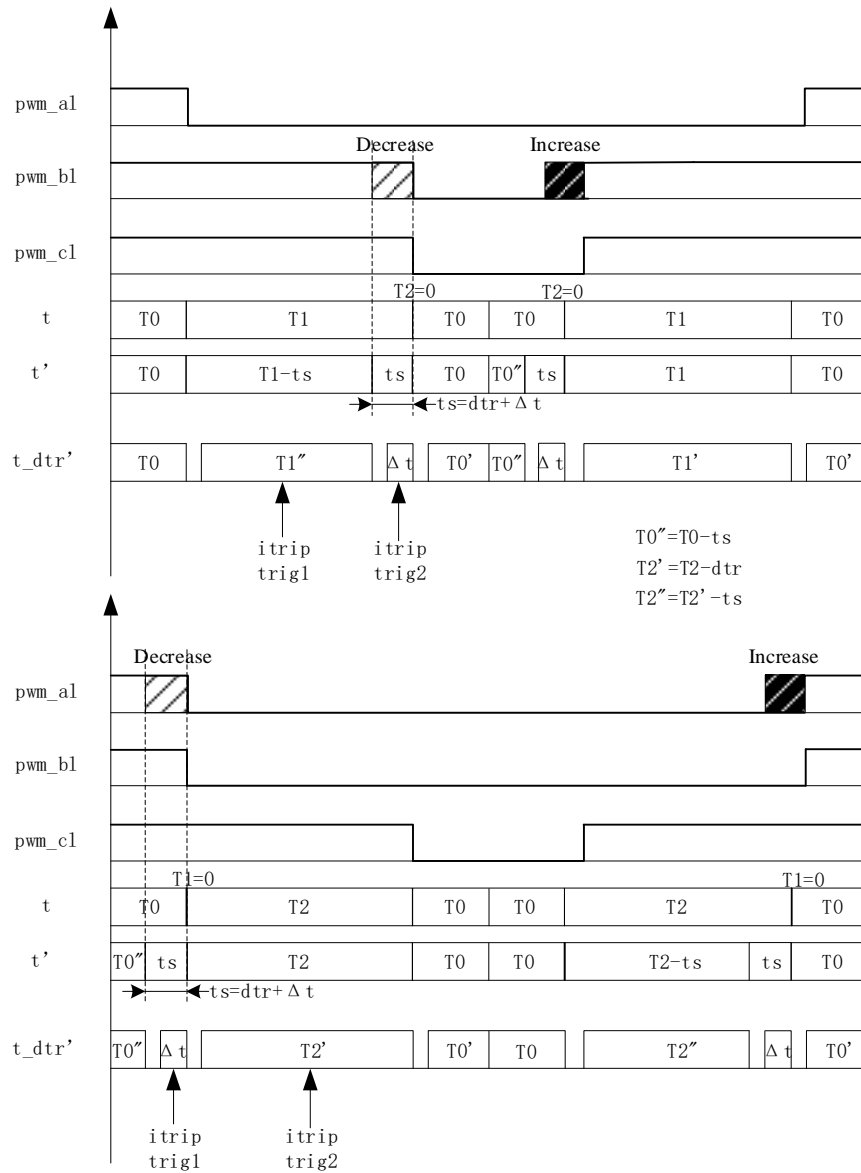 pwm_al
Decrease
Increase
pwm_bl
pwm_cl
T2=0
T2=0
t
T0
T1
T0
T0
T1
T0
t'
T0
T1-ts
ts
T0
T0″
ts
T1
T0
ts=dtr+Δt
t_dtr'
T0
T1″
Δt
T0'
T0″
Δt
T1'
T0'
itrip
trig1
itrip
trig2
T0″=T0-ts
T2'=T2-dtr
T2″=T2'-ts
Decrease
Increase
pwm_al
pwm_bl
pwm_cl
T1=0
T1=0
t
T0
T2
T0
T0
T2
T0
t'
T0″
ts
T2
T0
T0
T2-ts
ts
T0
ts=dtr+Δt
t_dtr'
T0″
Δt
T2'
T0'
T0
T2″
Δt
T0'
itrip
trig1
itrip
trig2